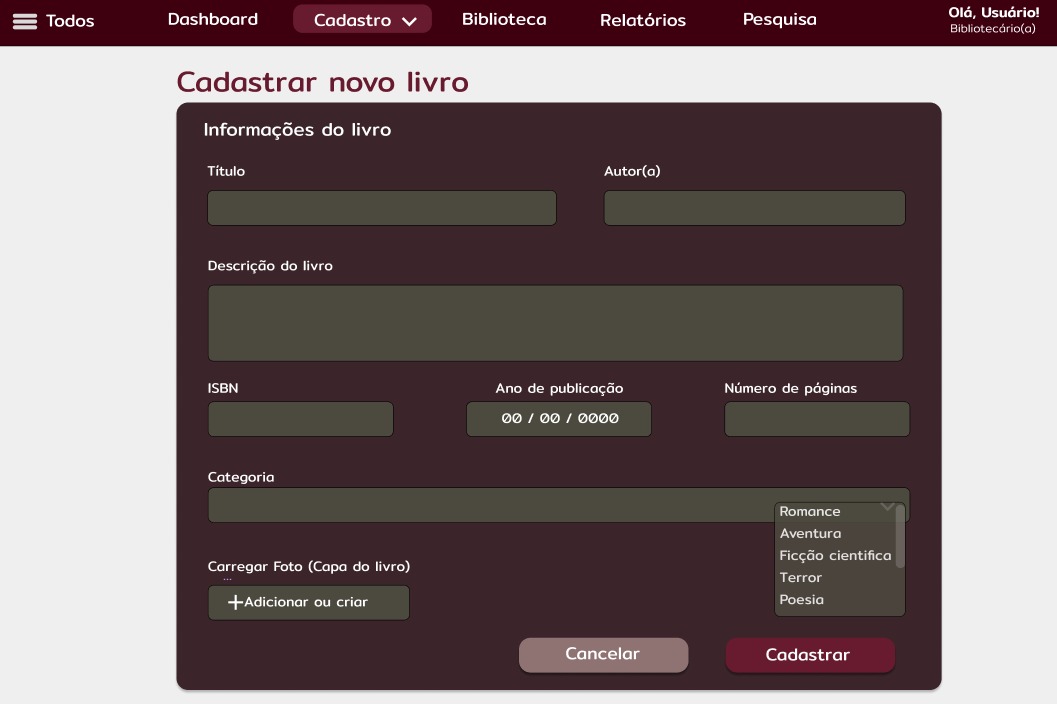 Todos Dashboard Cadastro Biblioteca Relatórios Pesquisa Olá, Usuário!
Bibliotecário(a)
Cadastrar novo livro
Informações do livro
Título Autor(a)
Descrição do livro
ISBN Ano de publicação Número de páginas
00 / 00 / 0000
Categoria
Romance
Aventura
Ficção cientifica
Terror
Poesia
Carregar Foto (Capa do livro)
...
+Adicionar ou criar
Cancelar Cadastrar